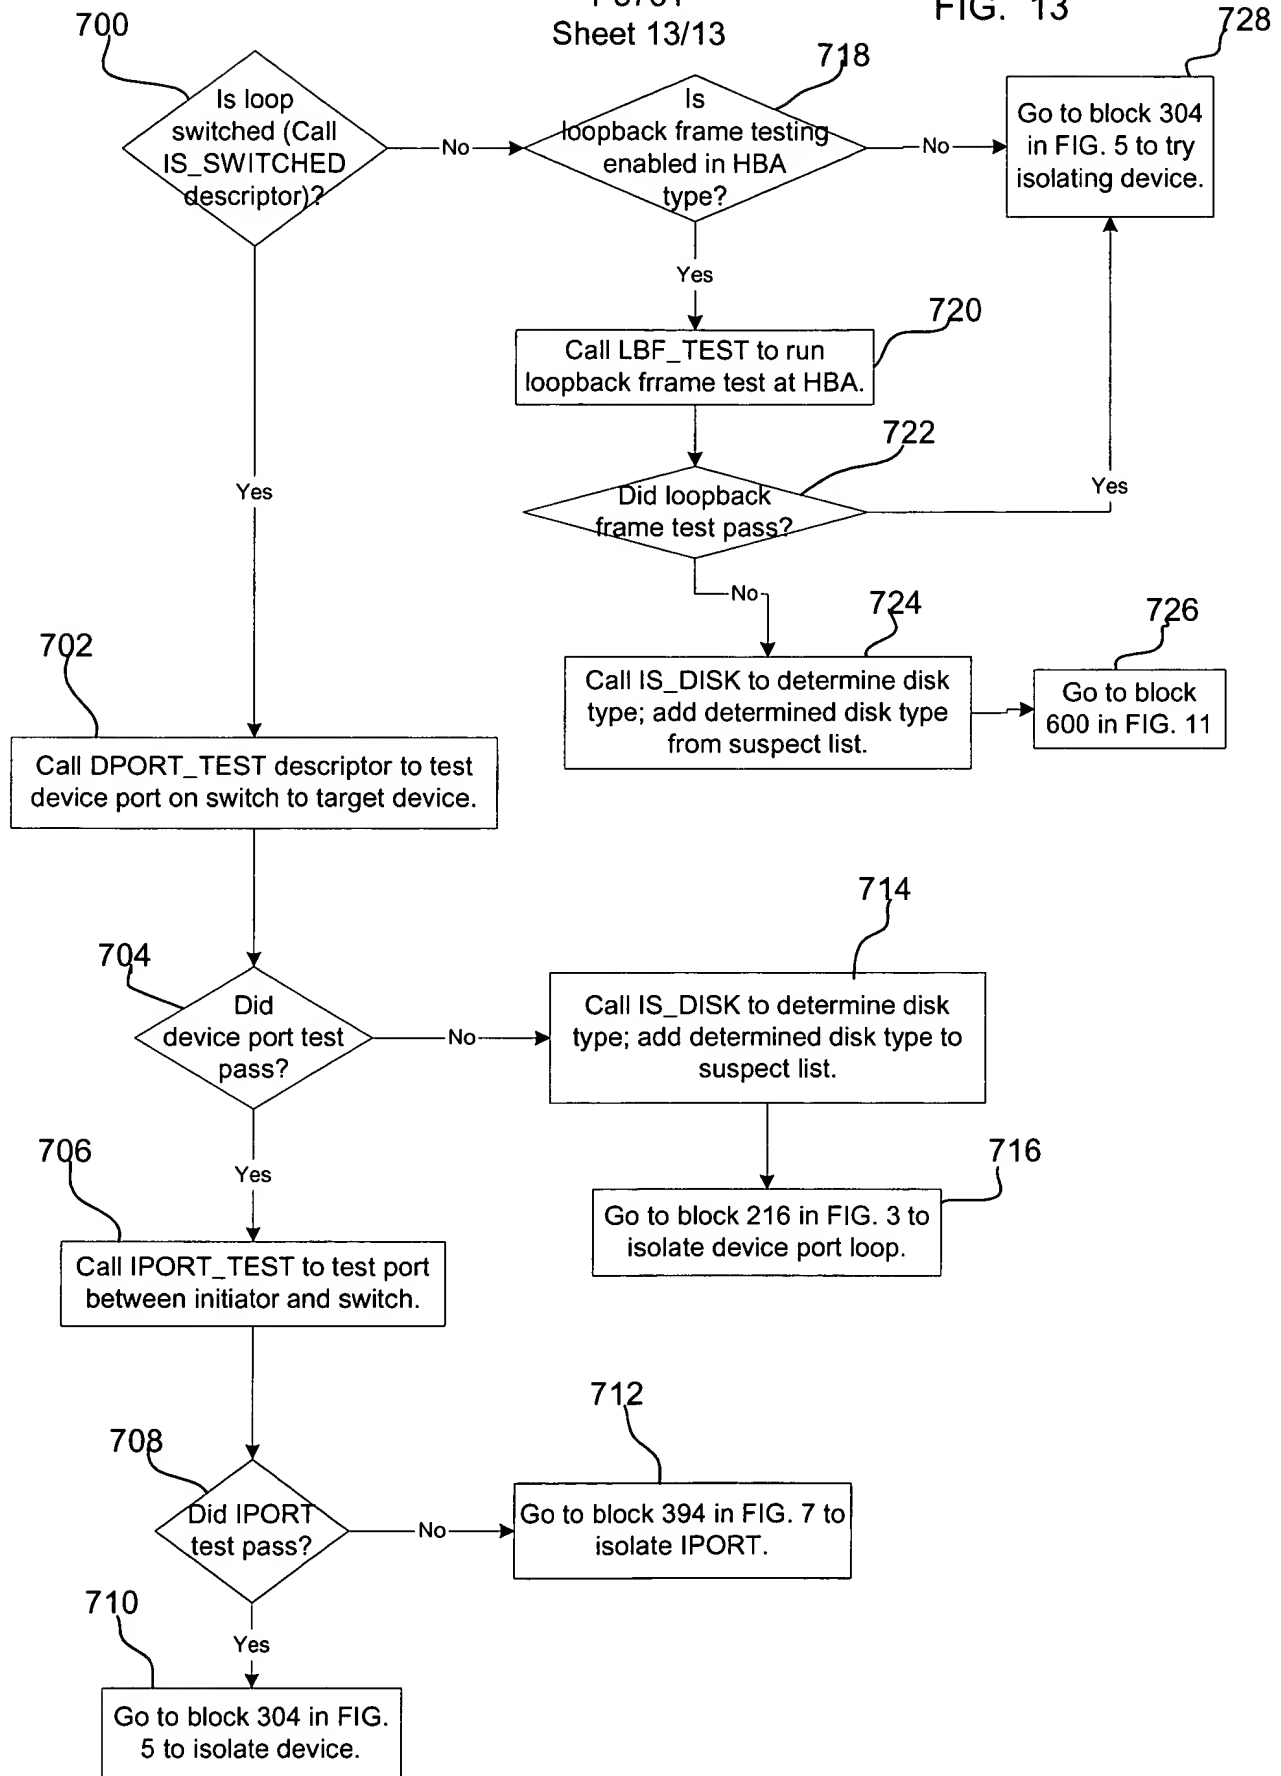 Sheet 13/13
FIG. 13
700
Is loop
switched (Call
IS_SWITCHED
descriptor)?
No
718
Is
loopback frame testing
enabled in HBA
type?
No
728
Go to block 304
in FIG. 5 to try
isolating device.
Yes
720
Call LBF_TEST to run
loopback frrame test at HBA.
722
Did loopback
frame test pass?
Yes
Yes
No
724
Call IS_DISK to determine disk
type; add determined disk type
from suspect list.
726
Go to block
600 in FIG. 11
702
Call DPORT_TEST descriptor to test
device port on switch to target device.
704
Did
device port test
pass?
No
714
Call IS_DISK to determine disk
type; add determined disk type to
suspect list.
716
Go to block 216 in FIG. 3 to
isolate device port loop.
Yes
706
Call IPORT_TEST to test port
between initiator and switch.
708
Did IPORT
test pass?
No
712
Go to block 394 in FIG. 7 to
isolate IPORT.
Yes
710
Go to block 304 in FIG.
5 to isolate device.